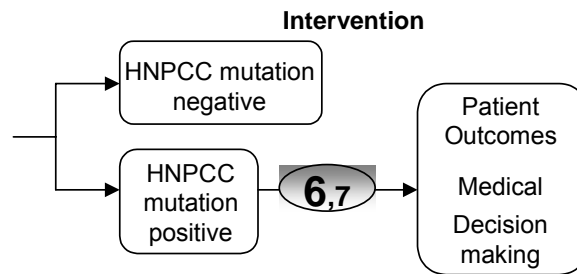 Intervention
HNPCC mutation
negative
HNPCC
mutation
positive
6,7
Patient
Outcomes
Medical
Decision
making